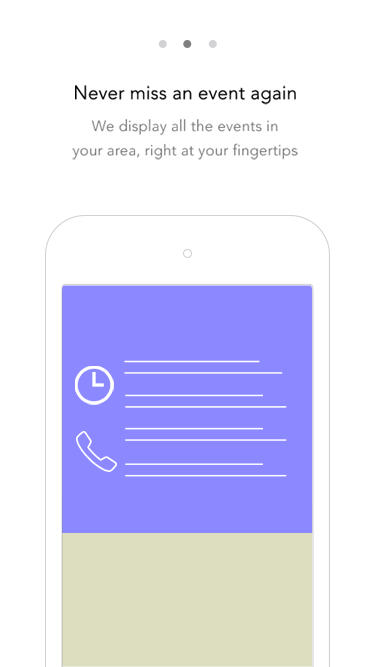 Never miss an event again
We display all the events in
your area, right at your fingertips